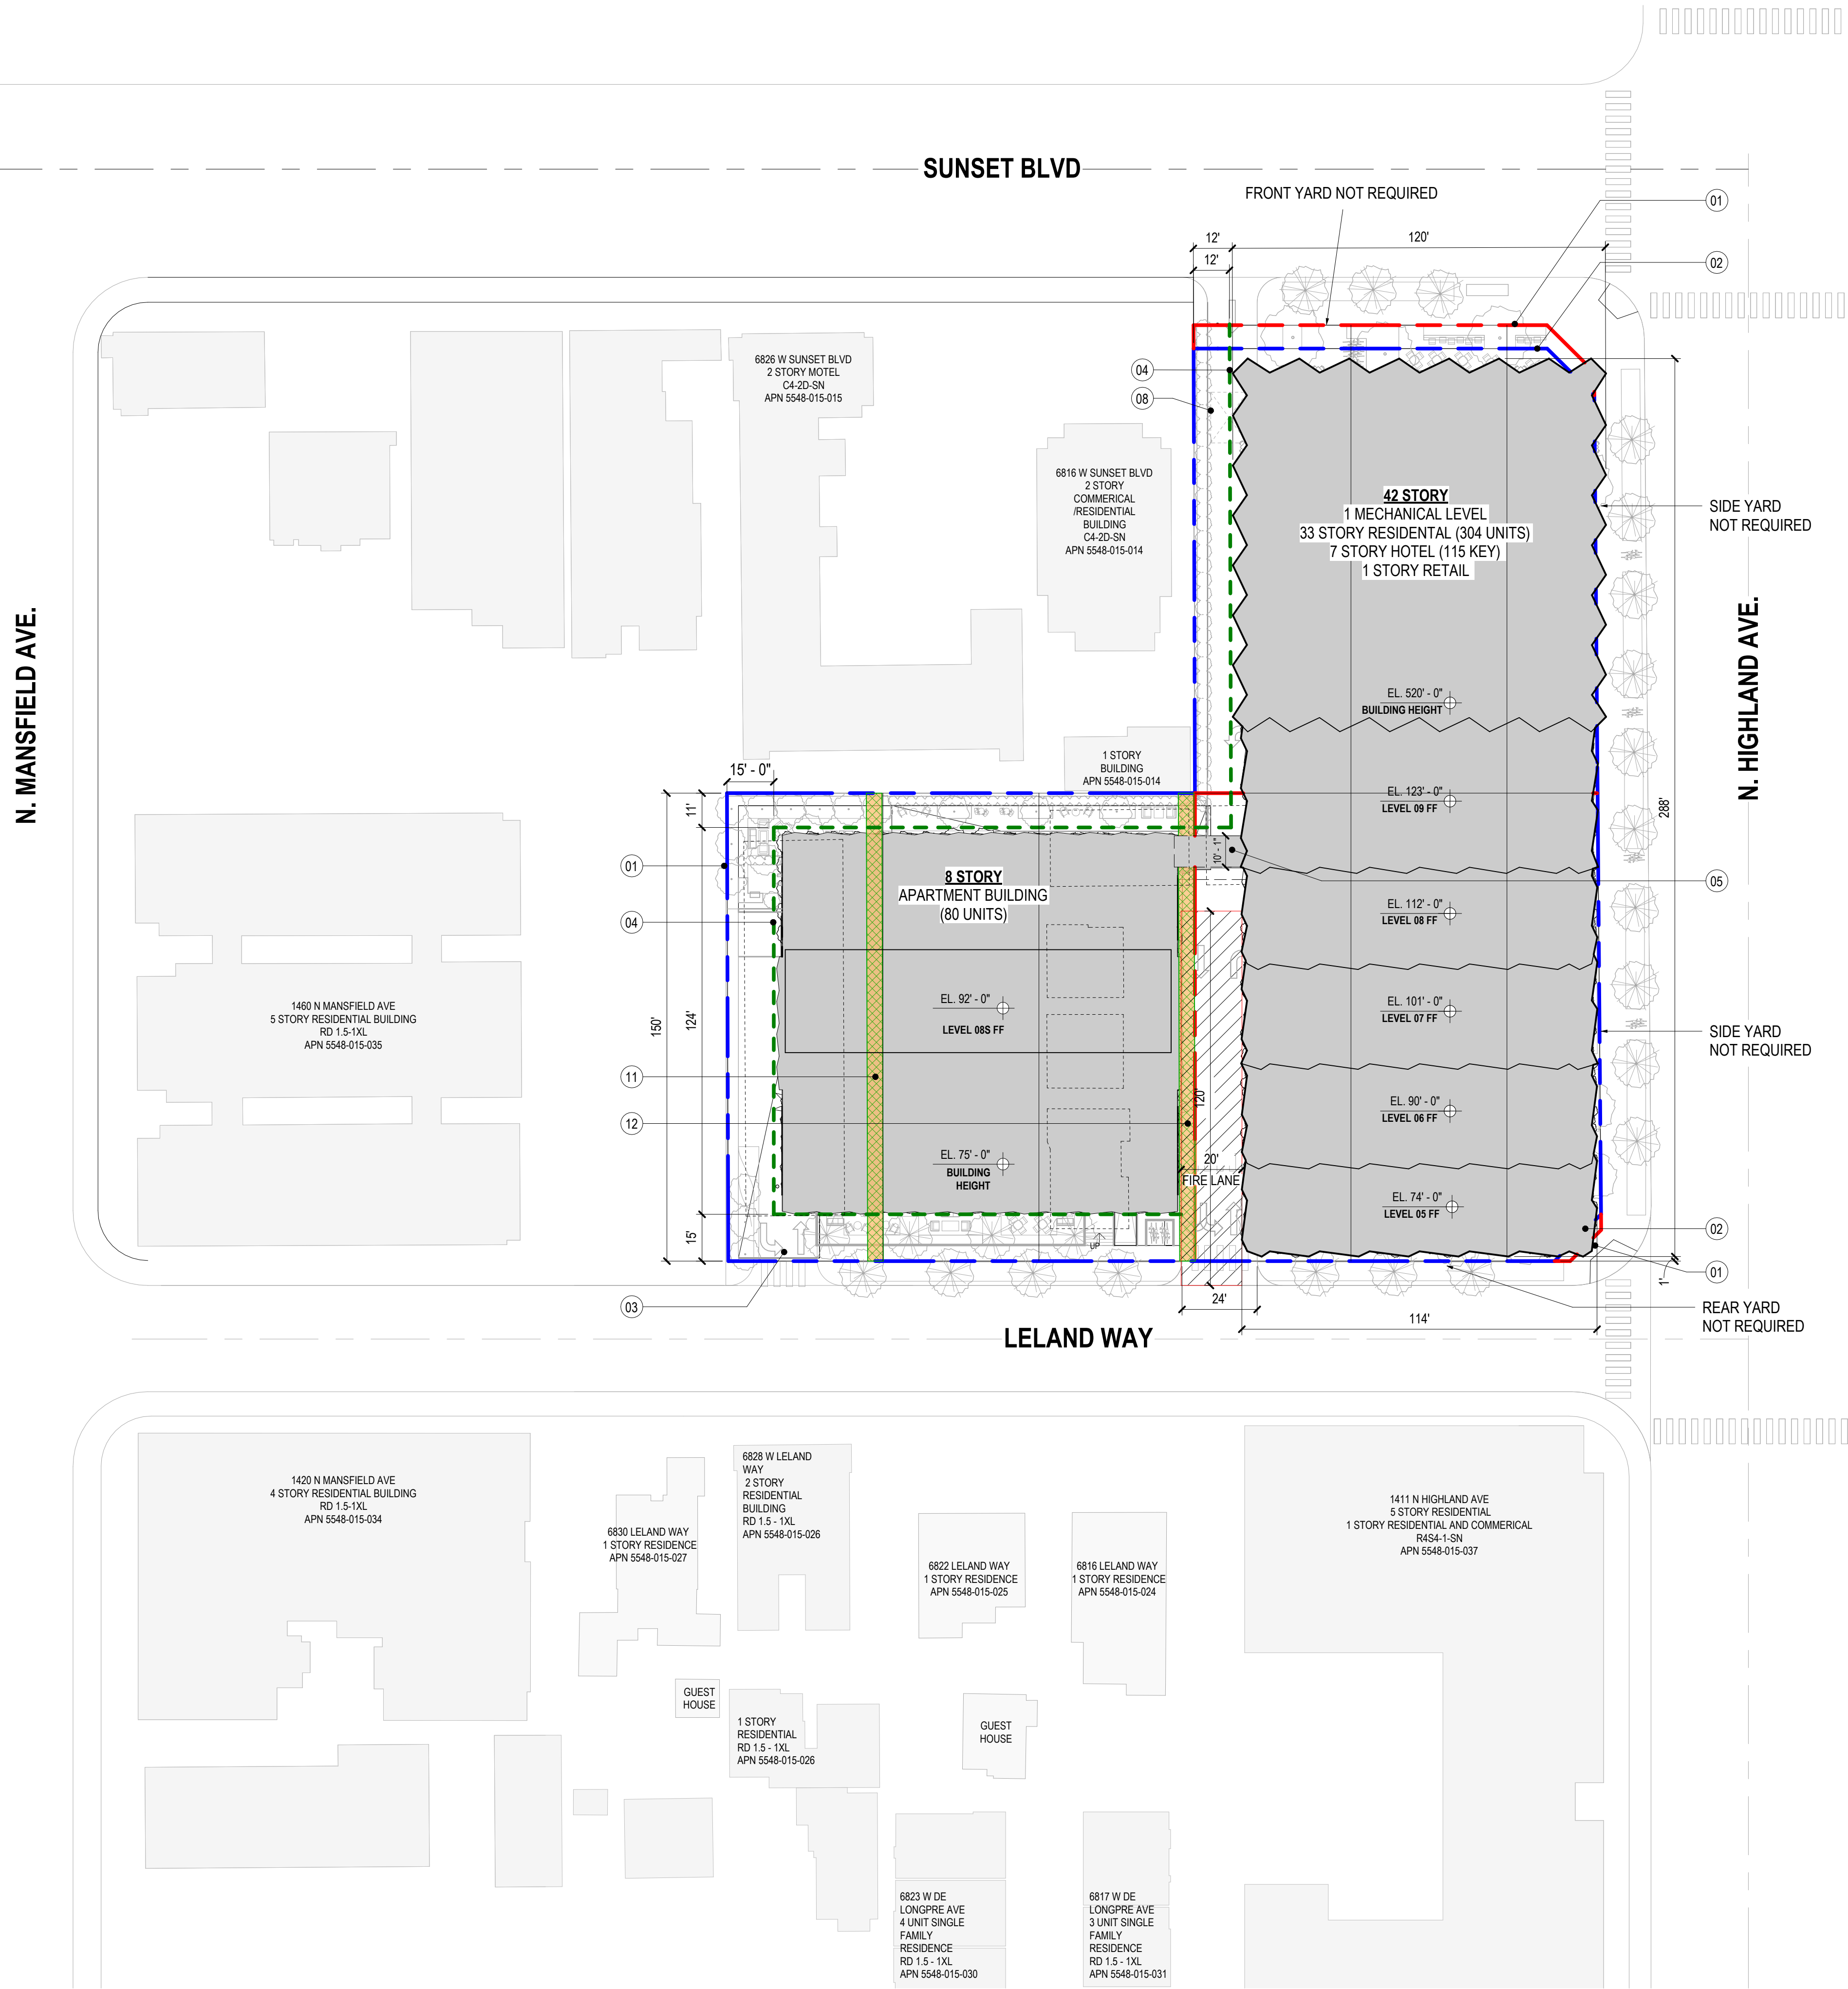 SUNSET BLVD
FRONT YARD NOT REQUIRED
01
12'
120'
12'
02
6826 W SUNSET BLVD
2 STORY MOTEL
C4-2D-SN
APN 5548-015-015
04
08
6816 W SUNSET BLVD
2 STORY
COMMERICAL
/RESIDENTIAL
BUILDING
C4-2D-SN
APN 5548-015-014
42 STORY
1 MECHANICAL LEVEL
33 STORY RESIDENTAL (304 UNITS)
7 STORY HOTEL (115 KEY)
1 STORY RETAIL
SIDE YARD
NOT REQUIRED
N. MANSFIELD AVE.
N. HIGHLAND AVE.
EL. 520' - 0"
BUILDING HEIGHT
1 STORY
BUILDING
APN 5548-015-014
15' - 0"
11'
EL. 123' - 0"
LEVEL 09 FF
288'
01
10' - 1"
8 STORY
APARTMENT BUILDING
(80 UNITS)
05
04
EL. 112' - 0"
LEVEL 08 FF
1460 N MANSFIELD AVE
5 STORY RESIDENTIAL BUILDING
RD 1.5-1XL
APN 5548-015-035
150'
124'
EL. 92' - 0"
LEVEL 08S FF
EL. 101' - 0"
LEVEL 07 FF
SIDE YARD
NOT REQUIRED
11
120'
EL. 90' - 0"
LEVEL 06 FF
12
EL. 75' - 0"
BUILDING
HEIGHT
20'
FIRE LANE
EL. 74' - 0"
LEVEL 05 FF
15'
UP
02
01
1'
03
24'
114'
REAR YARD
NOT REQUIRED
LELAND WAY
1420 N MANSFIELD AVE
4 STORY RESIDENTIAL BUILDING
RD 1.5-1XL
APN 5548-015-034
6830 LELAND WAY
1 STORY RESIDENCE
APN 5548-015-027
6828 W LELAND
WAY
2 STORY
RESIDENTIAL
BUILDING
RD 1.5 - 1XL
APN 5548-015-026
6822 LELAND WAY
1 STORY RESIDENCE
APN 5548-015-025
6816 LELAND WAY
1 STORY RESIDENCE
APN 5548-015-024
1411 N HIGHLAND AVE
5 STORY RESIDENTIAL
1 STORY RESIDENTIAL AND COMMERICAL
R4S4-1-SN
APN 5548-015-037
GUEST
HOUSE
1 STORY
RESIDENTIAL
RD 1.5 - 1XL
APN 5548-015-026
GUEST
HOUSE
6823 W DE
LONGPRE AVE
4 UNIT SINGLE
FAMILY
RESIDENCE
RD 1.5 - 1XL
APN 5548-015-030
6817 W DE
LONGPRE AVE
3 UNIT SINGLE
FAMILY
RESIDENCE
RD 1.5 - 1XL
APN 5548-015-031